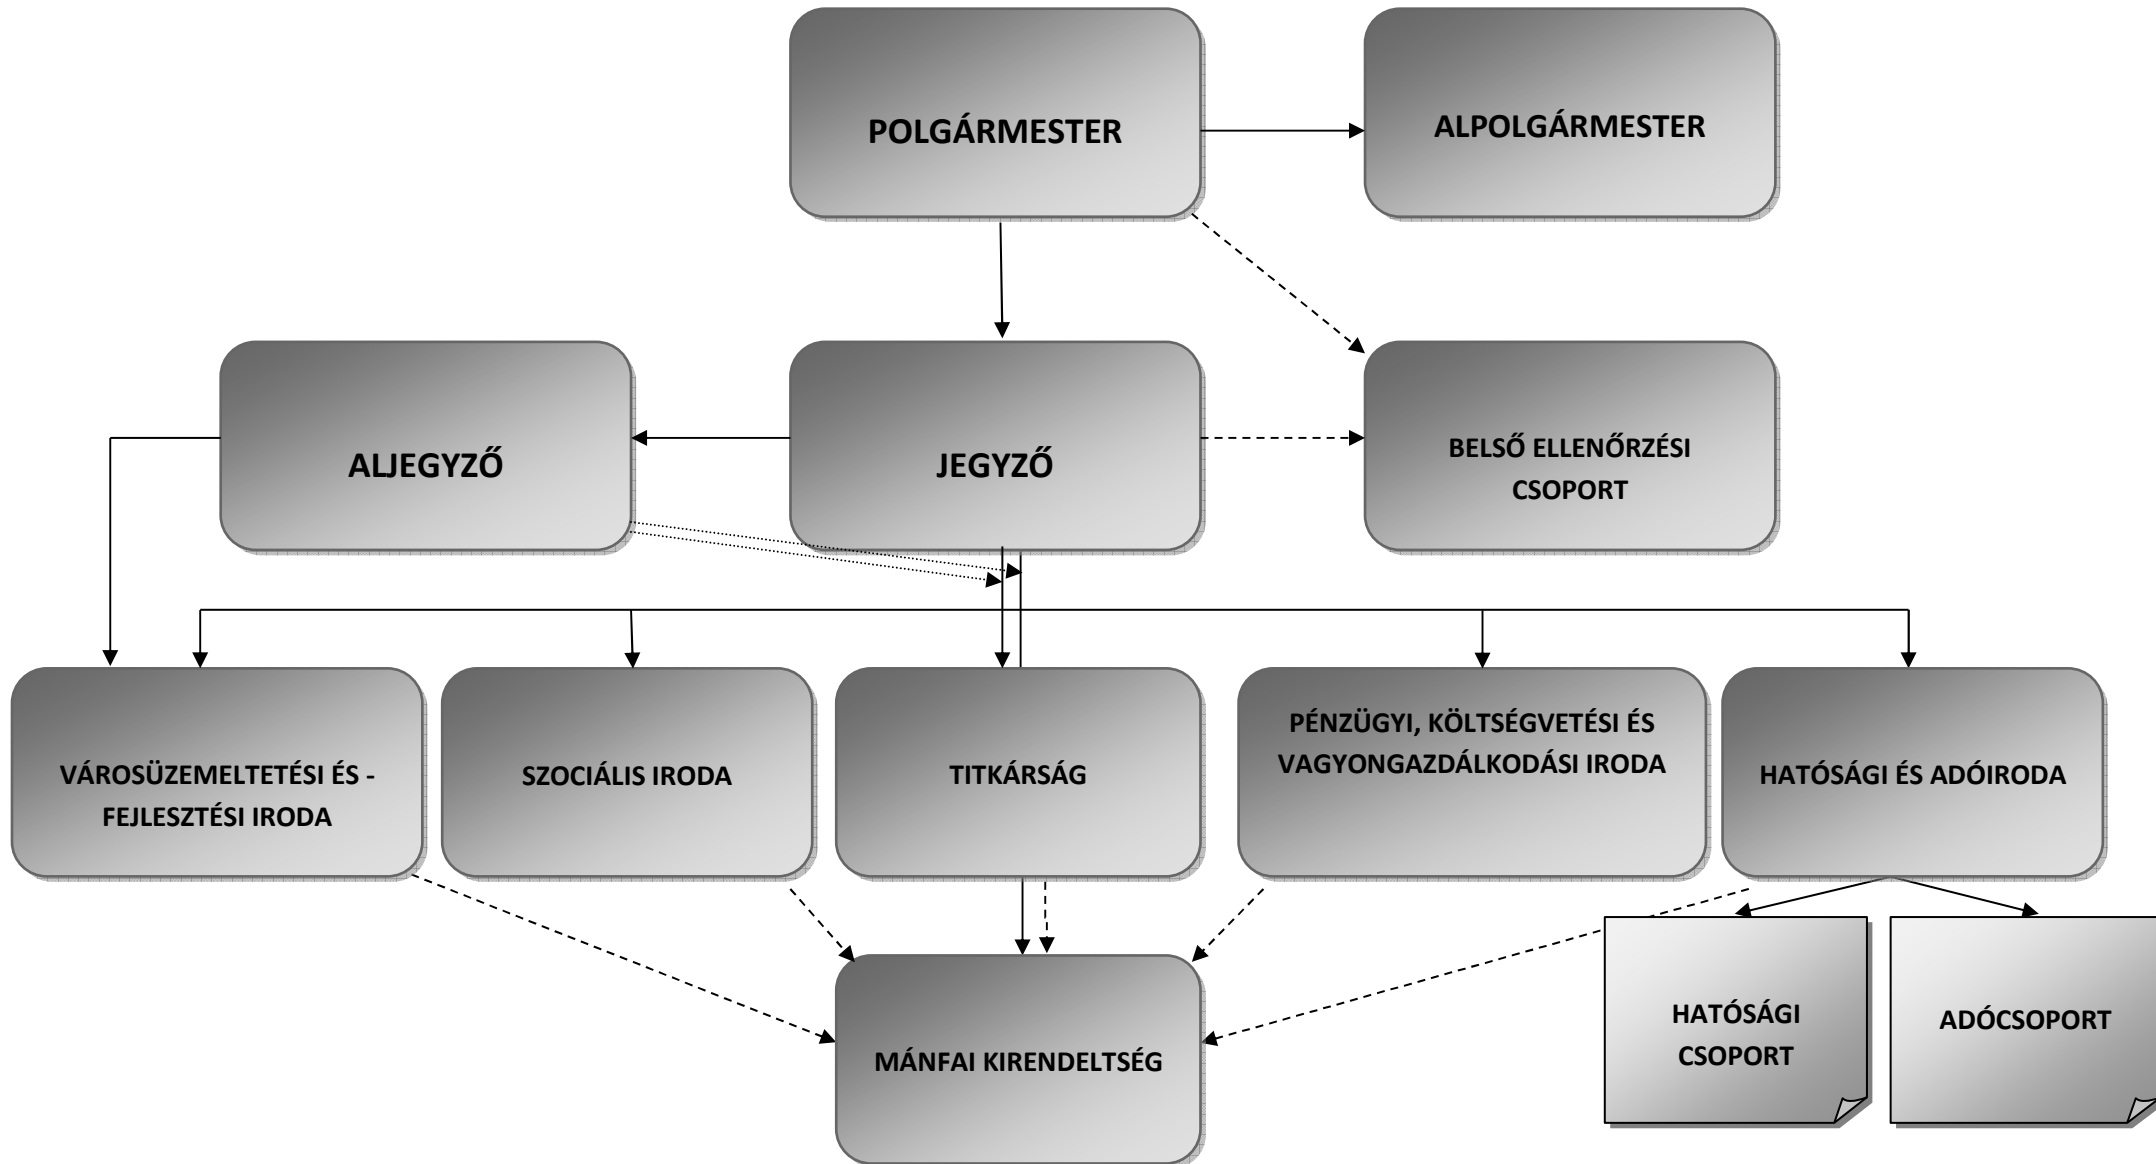 POLGÁRMESTER
ALPOLGÁRMESTER
ALJEGYZŐ
JEGYZŐ
BELSŐ ELLENŐRZÉSI
CSOPORT
VÁROSÜZEMELTETÉSI ÉS -
FEJLESZTÉSI IRODA
SZOCIÁLIS IRODA
TITKÁRSÁG
PÉNZÜGYI, KÖLTSÉGVETÉSI ÉS
VAGYONGAZDÁLKODÁSI IRODA
HATÓSÁGI ÉS ADÓIRODA
MÁNFAI KIRENDELTSÉG
HATÓSÁGI
CSOPORT
ADÓCSOPORT